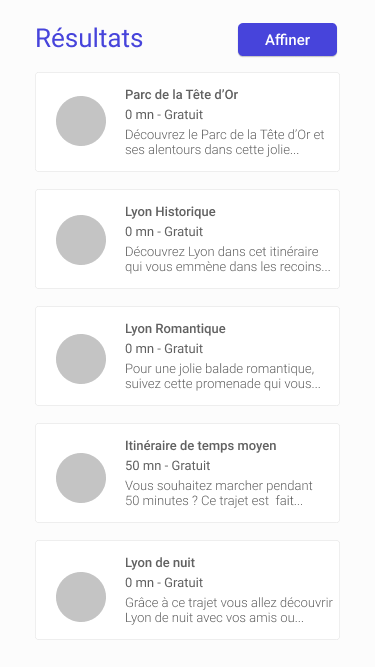 Résultats
Affiner
Parc de la Tête d’Or
0 mn - Gratuit
Découvrez le Parc de la Tête d’Or et
ses alentours dans cette jolie...
Lyon Historique
0 mn - Gratuit
Découvrez Lyon dans cet itinéraire
qui vous emmène dans les recoins...
Lyon Romantique
0 mn - Gratuit
Pour une jolie balade romantique,
suivez cette promenade qui vous...
Itinéraire de temps moyen
50 mn - Gratuit
Vous souhaitez marcher pendant
50 minutes ? Ce trajet est  fait...
Lyon de nuit
0 mn - Gratuit
Grâce à ce trajet vous allez découvrir
Lyon de nuit avec vos amis ou...